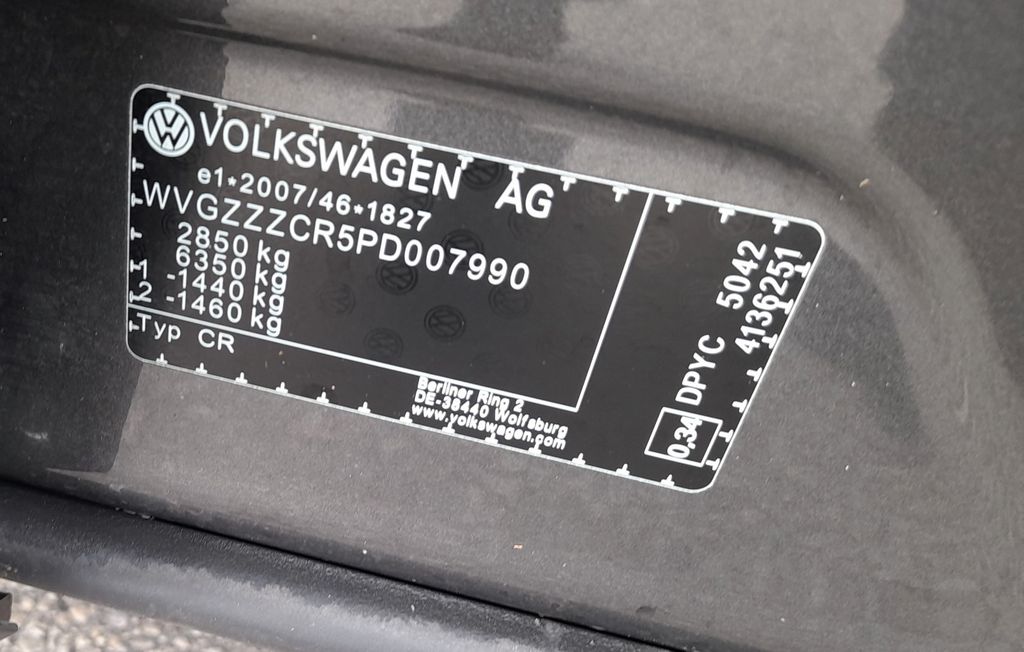 VOLKSWAGEN AG
e1*2007/46*1827
WVGZZZCR5PD007990
2850 kg
6350 kg
1 -1440 kg
2 -1460 kg
Typ CR
Berliner Ring 2
DE-38440 Wolfsburg
www.volkswagen.com
0,34 DPYC 5042
4136251